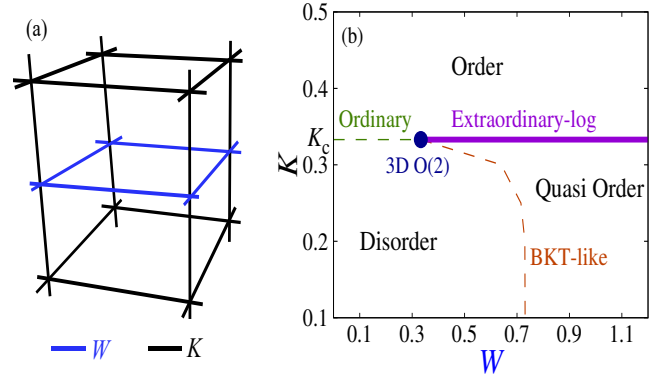 (a)
W
K
(b)
0.5
0.4
0.3
0.2
0.1
K
Kc
Order
Ordinary
Extraordinary-log
3D O(2)
Quasi Order
Disorder
BKT-like
0.1 0.3 0.5 0.7 0.9 1.1
W